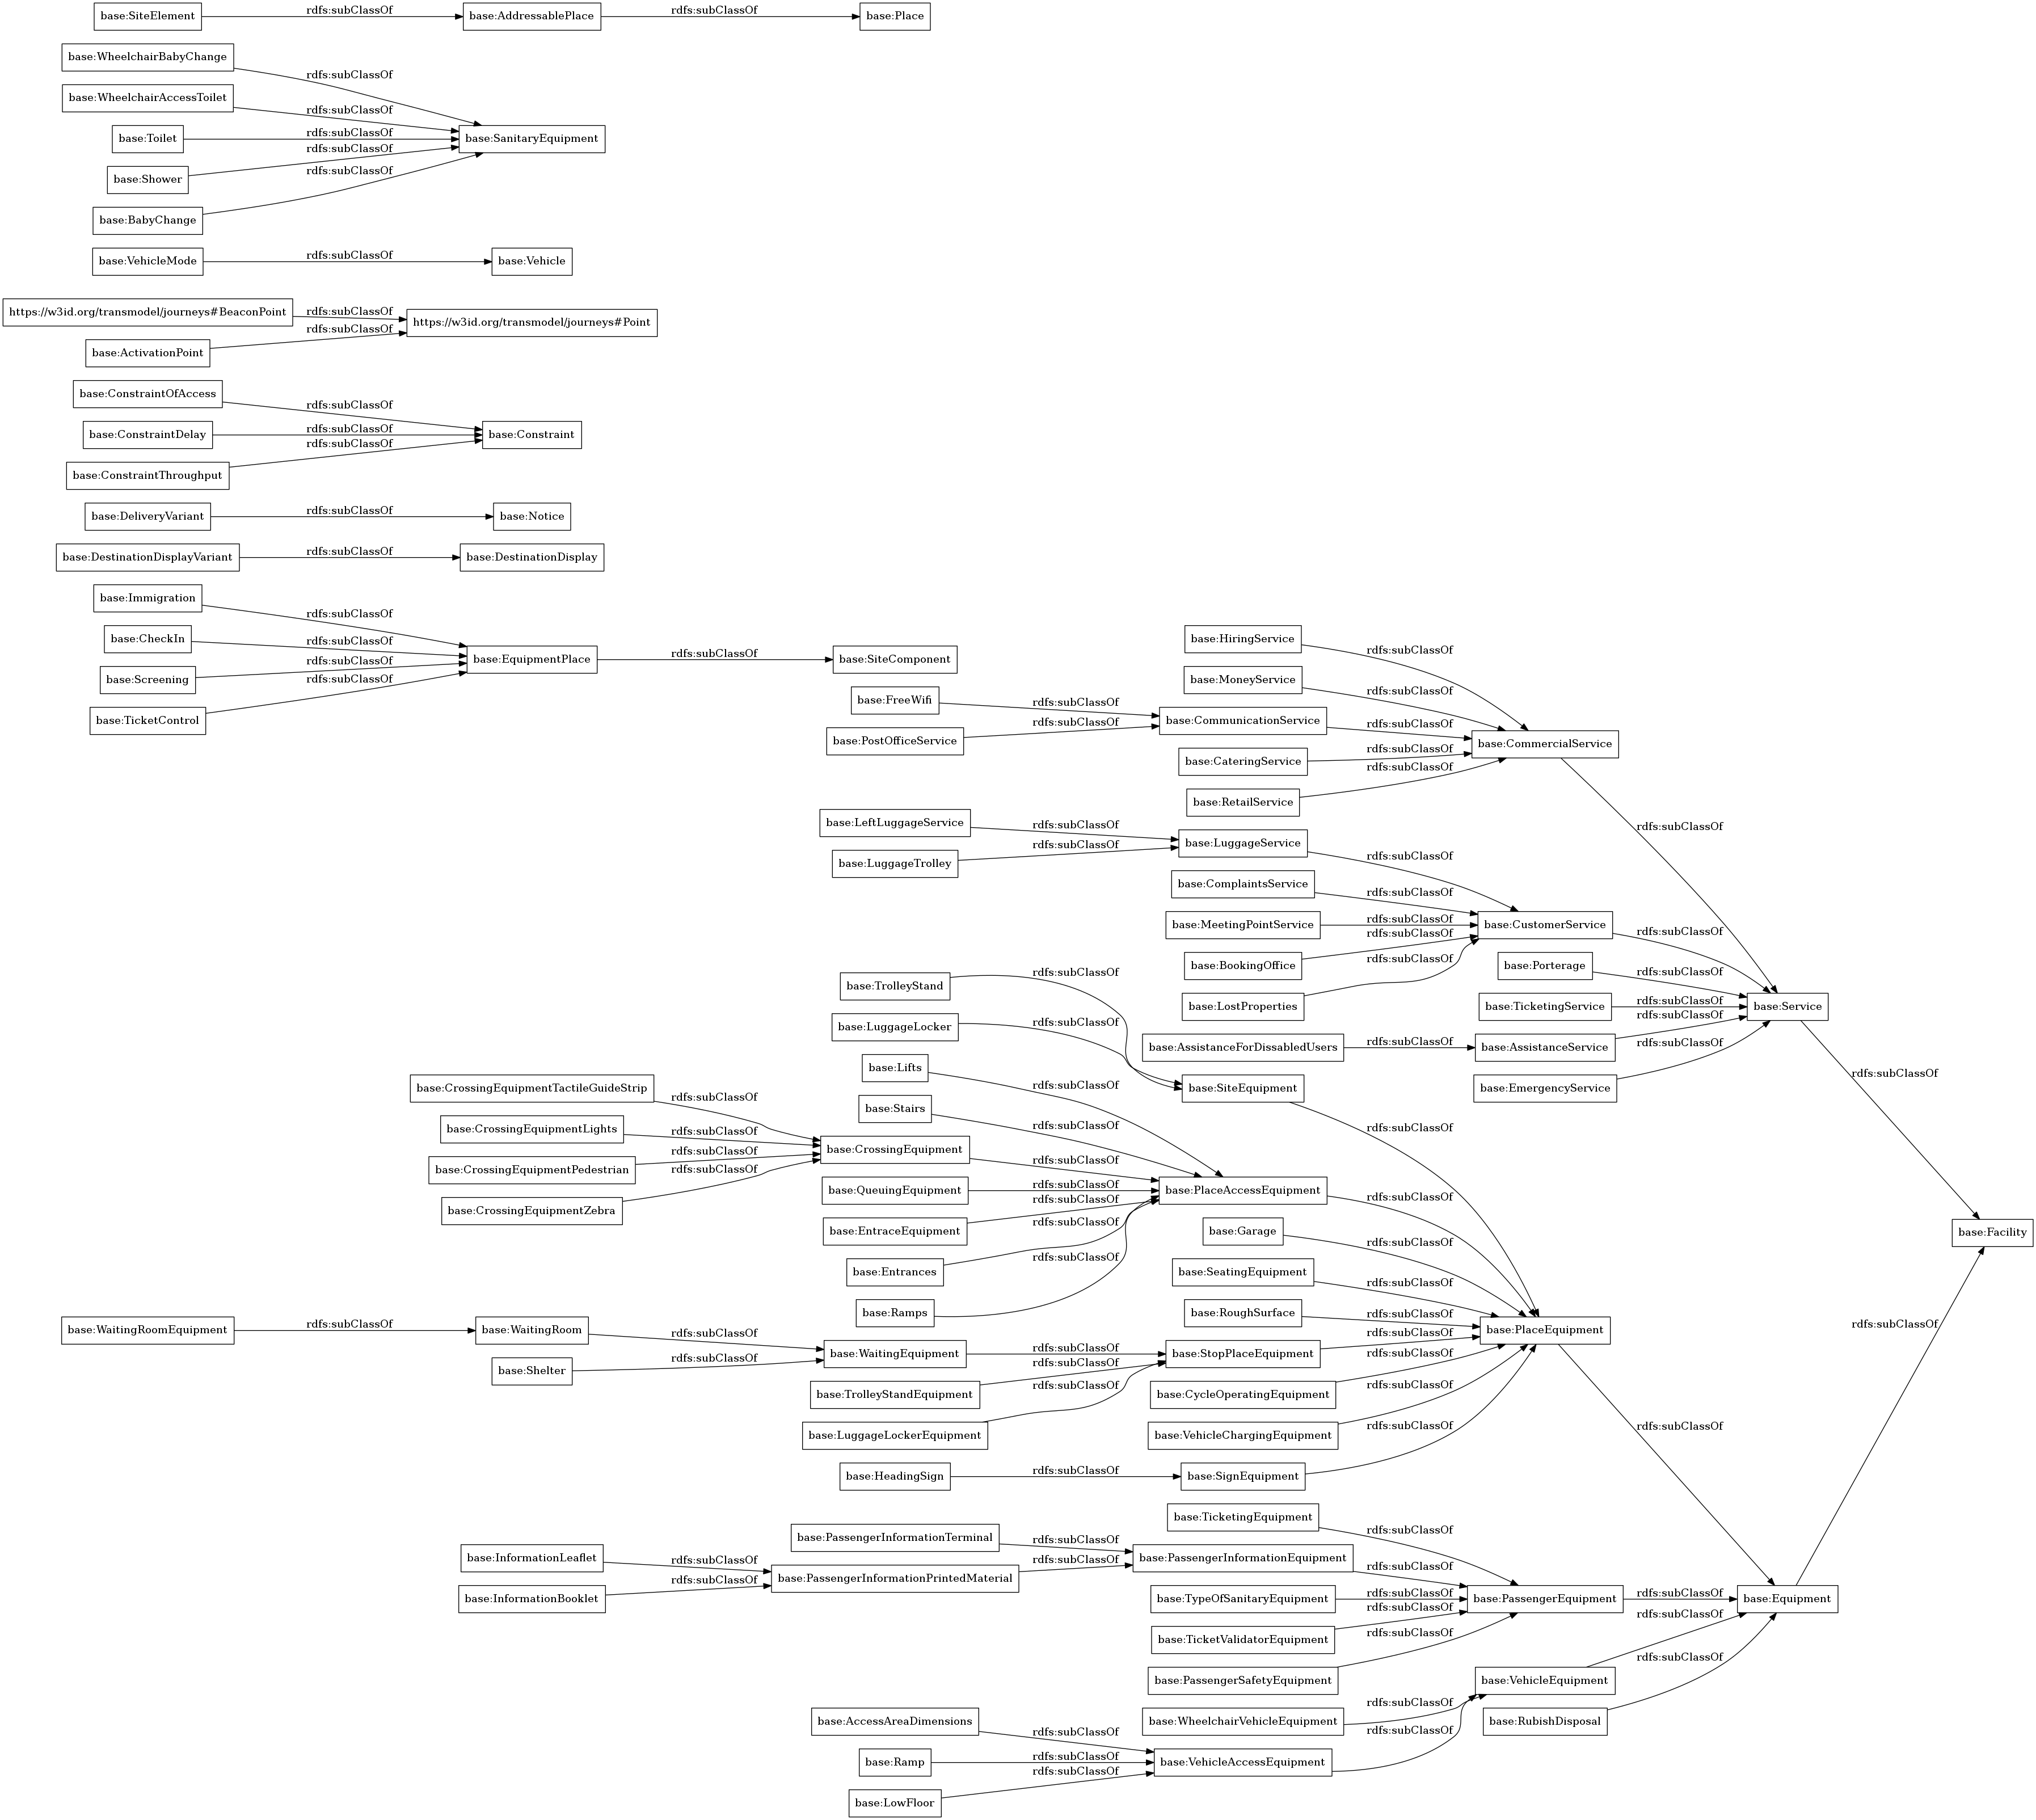 base:SiteElement rdfs:subClassOf base:AddressablePlace rdfs:subClassOf base:Place
base:WheelchairBabyChange rdfs:subClassOf
base:WheelchairAccessToilet rdfs:subClassOf
base:Toilet rdfs:subClassOf base:SanitaryEquipment
base:Shower rdfs:subClassOf
base:BabyChange rdfs:subClassOf
base:VehicleMode rdfs:subClassOf base:Vehicle
https://w3id.org/transmodel/journeys#BeaconPoint rdfs:subClassOf https://w3id.org/transmodel/journeys#Point
base:ActivationPoint rdfs:subClassOf
base:ConstraintOfAccess rdfs:subClassOf
base:ConstraintDelay rdfs:subClassOf base:Constraint
base:ConstraintThroughput rdfs:subClassOf
base:DeliveryVariant rdfs:subClassOf base:Notice
base:DestinationDisplayVariant rdfs:subClassOf base:DestinationDisplay
base:Immigration rdfs:subClassOf
base:CheckIn rdfs:subClassOf base:EquipmentPlace rdfs:subClassOf base:SiteComponent
base:Screening rdfs:subClassOf
base:TicketControl rdfs:subClassOf
base:HiringService rdfs:subClassOf
base:MoneyService rdfs:subClassOf
base:FreeWifi rdfs:subClassOf base:CommunicationService rdfs:subClassOf base:CommercialService rdfs:subClassOf
base:PostOfficeService rdfs:subClassOf
base:CateringService rdfs:subClassOf
base:RetailService rdfs:subClassOf
base:LeftLuggageService rdfs:subClassOf base:LuggageService rdfs:subClassOf
base:LuggageTrolley rdfs:subClassOf
base:ComplaintsService rdfs:subClassOf
base:MeetingPointService rdfs:subClassOf base:CustomerService rdfs:subClassOf
base:BookingOffice rdfs:subClassOf
base:LostProperties rdfs:subClassOf
base:Porterage rdfs:subClassOf
base:TicketingService rdfs:subClassOf base:Service rdfs:subClassOf
base:AssistanceForDissabledUsers rdfs:subClassOf base:AssistanceService rdfs:subClassOf
base:EmergencyService rdfs:subClassOf
base:TrolleyStand rdfs:subClassOf
base:LuggageLocker rdfs:subClassOf base:SiteEquipment rdfs:subClassOf
base:Lifts rdfs:subClassOf
base:Stairs rdfs:subClassOf
base:CrossingEquipmentTactileGuideStrip rdfs:subClassOf
base:CrossingEquipmentLights rdfs:subClassOf base:CrossingEquipment rdfs:subClassOf
base:CrossingEquipmentPedestrian rdfs:subClassOf
base:CrossingEquipmentZebra rdfs:subClassOf
base:QueuingEquipment rdfs:subClassOf base:PlaceAccessEquipment rdfs:subClassOf
base:EntraceEquipment rdfs:subClassOf
base:Entrances rdfs:subClassOf
base:Ramps rdfs:subClassOf
base:Garage rdfs:subClassOf
base:Facility
base:SeatingEquipment rdfs:subClassOf
base:RoughSurface rdfs:subClassOf base:PlaceEquipment rdfs:subClassOf
base:WaitingRoomEquipment rdfs:subClassOf base:WaitingRoom rdfs:subClassOf
base:Shelter rdfs:subClassOf base:WaitingEquipment rdfs:subClassOf base:StopPlaceEquipment rdfs:subClassOf
base:TrolleyStandEquipment rdfs:subClassOf
base:LuggageLockerEquipment rdfs:subClassOf
base:CycleOperatingEquipment rdfs:subClassOf
base:VehicleChargingEquipment rdfs:subClassOf
base:HeadingSign rdfs:subClassOf base:SignEquipment rdfs:subClassOf
base:TicketingEquipment rdfs:subClassOf
base:PassengerInformationTerminal rdfs:subClassOf base:PassengerInformationEquipment rdfs:subClassOf
base:InformationLeaflet rdfs:subClassOf base:PassengerInformationPrintedMaterial rdfs:subClassOf
base:InformationBooklet rdfs:subClassOf
base:TypeOfSanitaryEquipment rdfs:subClassOf base:PassengerEquipment rdfs:subClassOf base:Equipment rdfs:subClassOf
base:TicketValidatorEquipment rdfs:subClassOf
base:PassengerSafetyEquipment rdfs:subClassOf
base:VehicleEquipment rdfs:subClassOf
base:WheelchairVehicleEquipment rdfs:subClassOf
base:RubishDisposal rdfs:subClassOf
base:AccessAreaDimensions rdfs:subClassOf
base:Ramp rdfs:subClassOf base:VehicleAccessEquipment rdfs:subClassOf
base:LowFloor rdfs:subClassOf